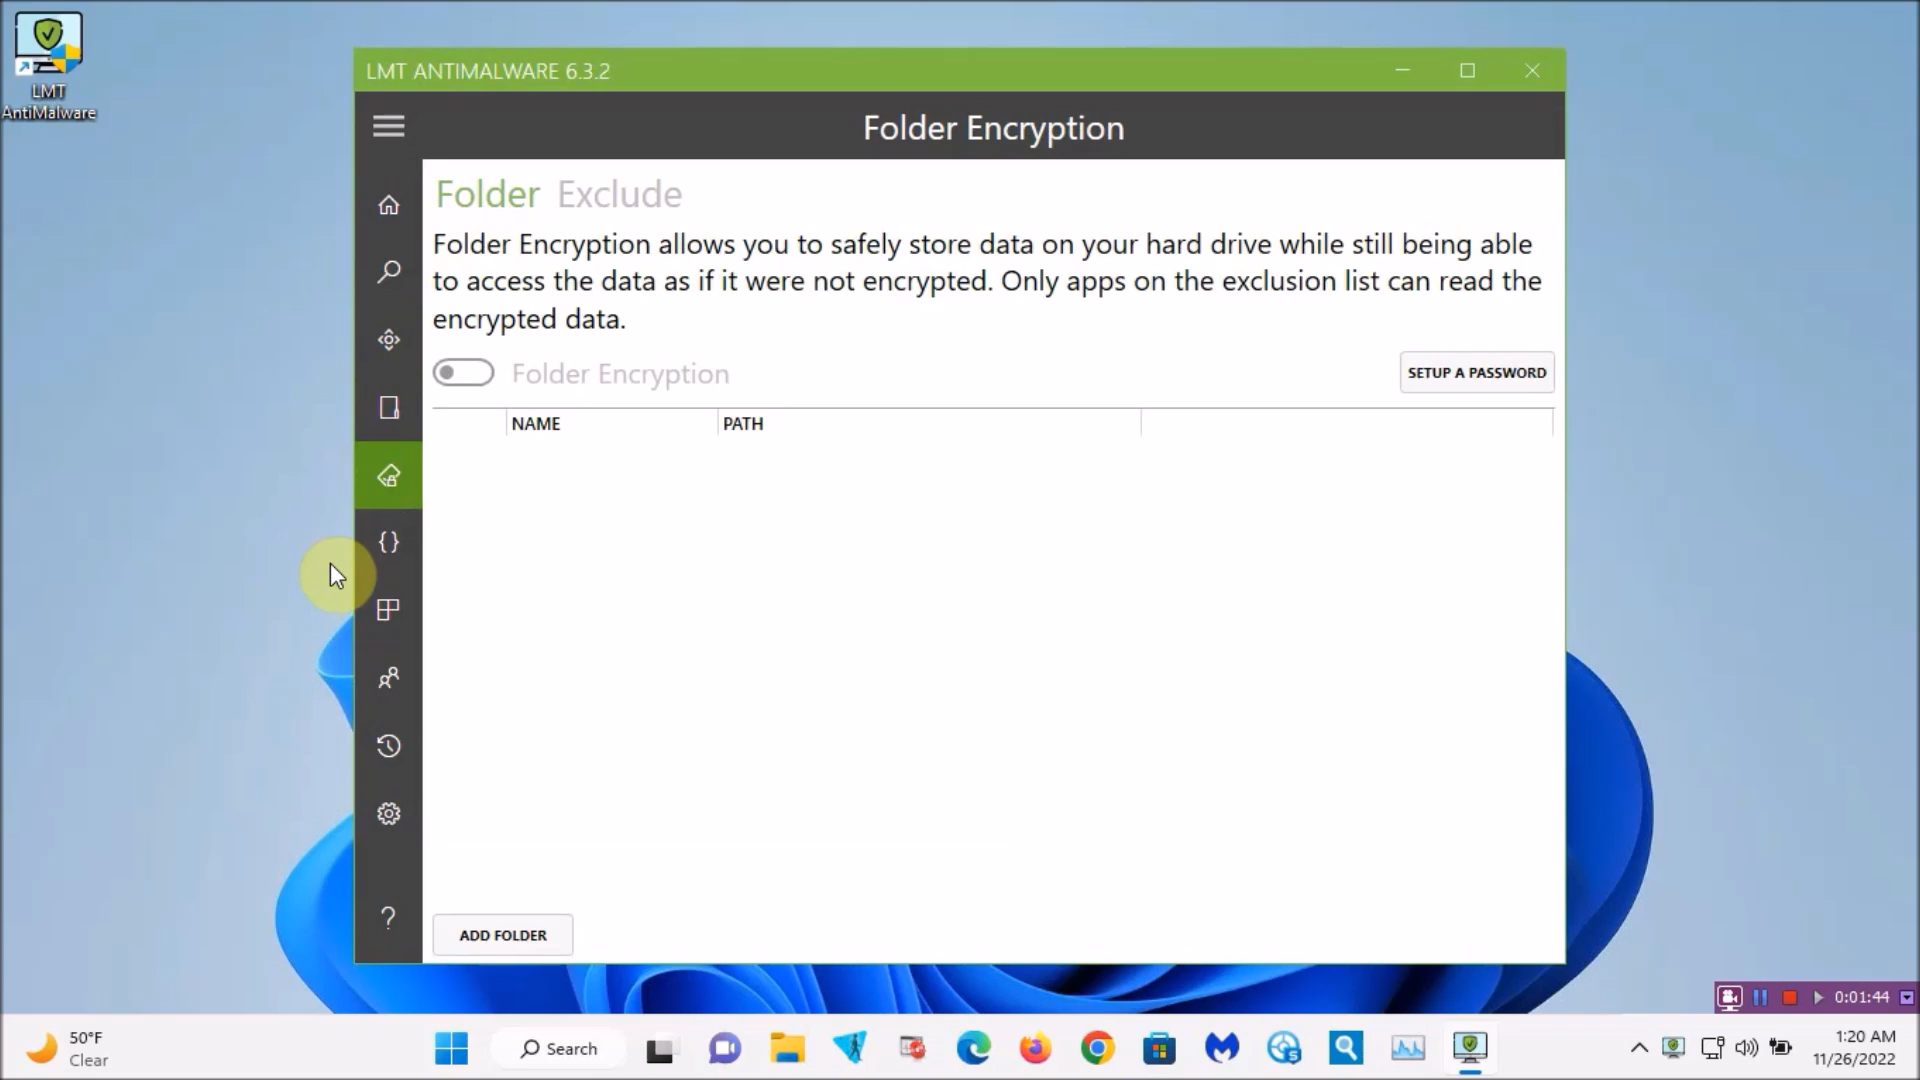 LMT
AntiMalware
LMT ANTIMALWARE 6.3.2
Folder Encryption
Folder Exclude
Folder Encryption allows you to safely store data on your hard drive while still being able
to access the data as if it were not encrypted. Only apps on the exclusion list can read the
encrypted data.
Folder Encryption
SETUP A PASSWORD
NAME PATH
ADD FOLDER
0:01:44
50°F
Clear
Search
1:20 AM
11/26/2022